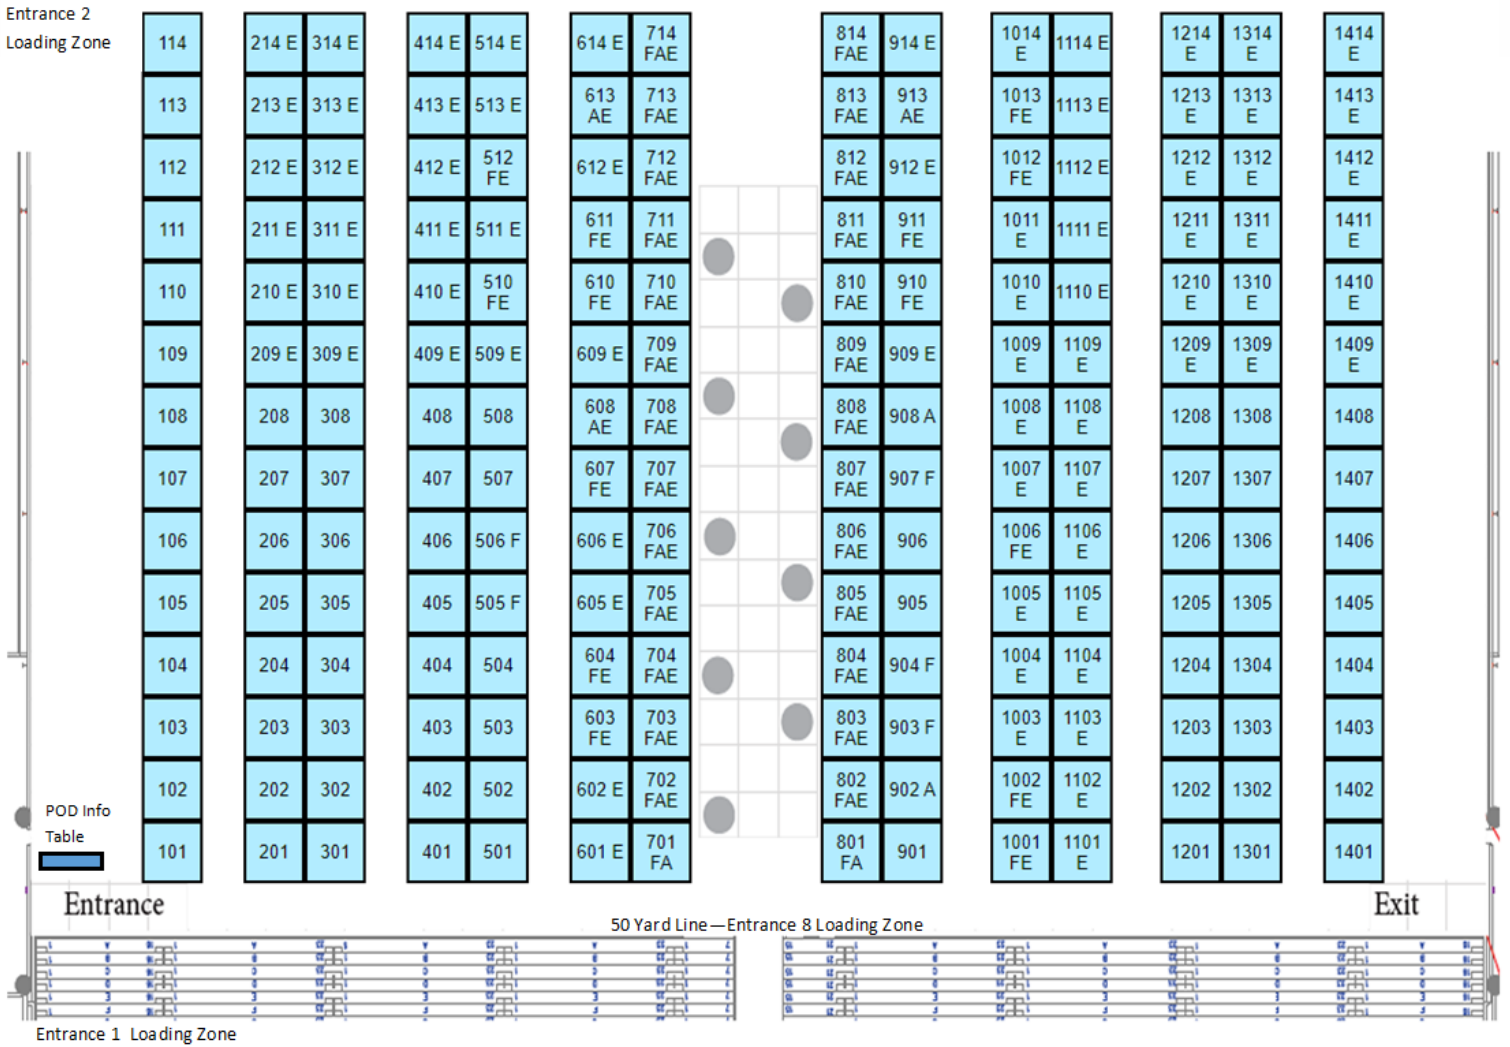 Entrance 2
Loading Zone
114 214 E 314 E 414 E 514 E 614 E 714 FAE 814 FAE 914 E 1014 E 1114 E 1214 E 1314 E 1414 E
113 213 E 313 E 413 E 513 E 613 AE 713 FAE 813 FAE 913 AE 1013 FE 1113 E 1213 E 1313 E 1413 E
112 212 E 312 E 412 E 512 FE 612 E 712 FAE 812 FAE 912 E 1012 FE 1112 E 1212 E 1312 E 1412 E
111 211 E 311 E 411 E 511 E 611 FE 711 FAE 811 FAE 911 FE 1011 E 1111 E 1211 E 1311 E 1411 E
110 210 E 310 E 410 E 510 FE 610 FE 710 FAE 810 FAE 910 FE 1010 E 1110 E 1210 E 1310 E 1410 E
109 209 E 309 E 409 E 509 E 609 E 709 FAE 809 FAE 909 E 1009 E 1109 E 1209 E 1309 E 1409 E
108 208 308 408 508 608 AE 708 FAE 808 FAE 908 A 1008 E 1108 E 1208 1308 1408
107 207 307 407 507 607 FE 707 FAE 807 FAE 907 F 1007 E 1107 E 1207 1307 1407
106 206 306 406 506 F 606 E 706 FAE 806 FAE 906 1006 FE 1106 E 1206 1306 1406
105 205 305 405 505 F 605 E 705 FAE 805 FAE 905 1005 E 1105 E 1205 1305 1405
104 204 304 404 504 604 FE 704 FAE 804 FAE 904 F 1004 E 1104 E 1204 1304 1404
103 203 303 403 503 603 FE 703 FAE 803 FAE 903 F 1003 E 1103 E 1203 1303 1403
102 202 302 402 502 602 E 702 FAE 802 FAE 902 A 1002 FE 1102 E 1202 1302 1402
101 201 301 401 501 601 E 701 FA 801 FA 901 1001 FE 1101 E 1201 1301 1401
POD Info
Table
Entrance
Exit
50 Yard Line—Entrance 8 Loading Zone
Entrance 1 Loading Zone